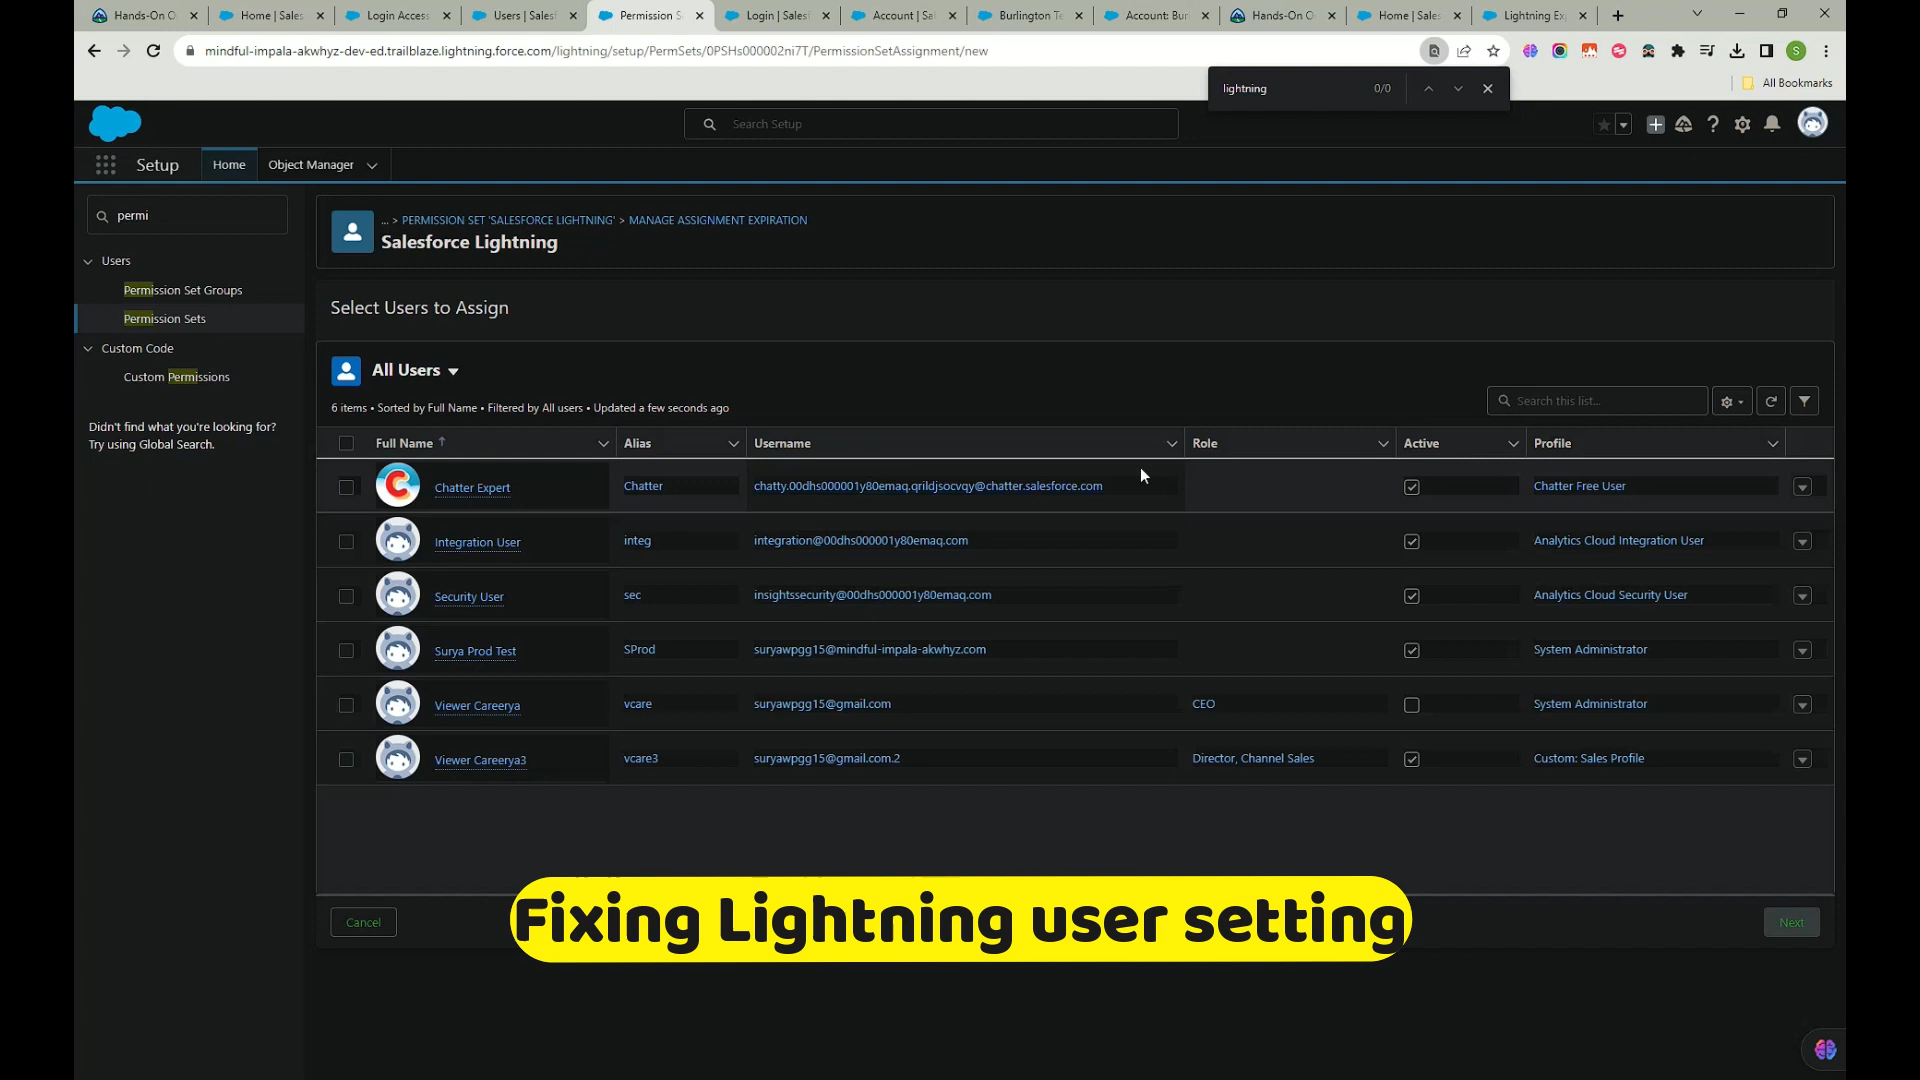 Hands-On O
Home | Sales
Login Access
Users | Salesf
Permission S
Login | Salesf
Account | Sal
Burlington Te
Account: Bur
Hands-On O
Home | Sales
Lightning Exp
mindful-impala-akwhyz-dev-ed.trailblaze.lightning.force.com/lightning/setup/PermSets/0PSHs000002ni7T/PermissionSetAssignment/new
S
All Bookmarks
lightning 0/0
Search Setup
Setup
Home
Object Manager
permi
Users
Permission Set Groups
Permission Sets
Custom Code
Custom Permissions
Didn't find what you're looking for?
Try using Global Search.
... > PERMISSION SET 'SALESFORCE LIGHTNING' > MANAGE ASSIGNMENT EXPIRATION
Salesforce Lightning
Select Users to Assign
All Users
6 items • Sorted by Full Name • Filtered by All users • Updated a few seconds ago
Search this list...
Full Name Alias Username Role Active Profile
Chatter Expert Chatter chatty.00dhs000001y80emaq.qrildjsocvqy@chatter.salesforce.com Chatter Free User
Integration User integ integration@00dhs000001y80emaq.com Analytics Cloud Integration User
Security User sec insightssecurity@00dhs000001y80emaq.com Analytics Cloud Security User
Surya Prod Test SProd suryawpgg15@mindful-impala-akwhyz.com System Administrator
Viewer Careerya vcare suryawpgg15@gmail.com CEO System Administrator
Viewer Careerya3 vcare3 suryawpgg15@gmail.com.2 Director, Channel Sales Custom: Sales Profile
Cancel
Next
Fixing Lightning user setting